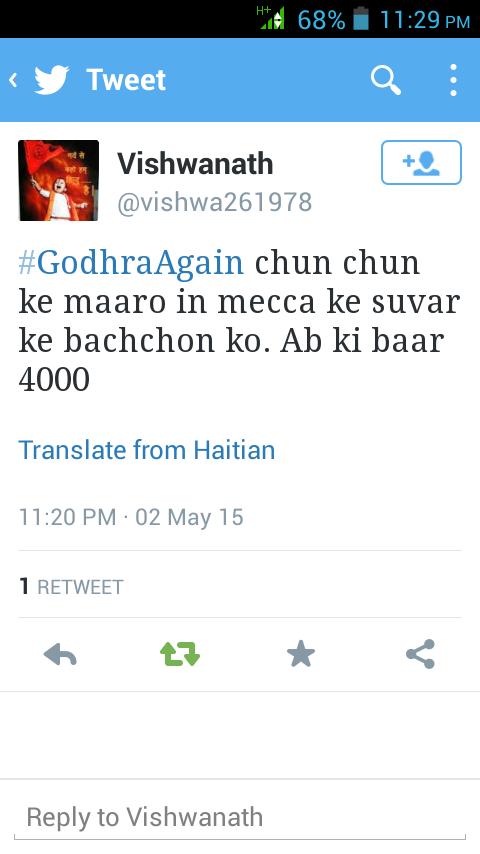 H+ 68% 11:29 PM
Tweet
Vishwanath
@vishwa261978
#GodhraAgain chun chun
ke maaro in mecca ke suvar
ke bachchon ko. Ab ki baar
4000
Translate from Haitian
11:20 PM · 02 May 15
1 RETWEET
Reply to Vishwanath